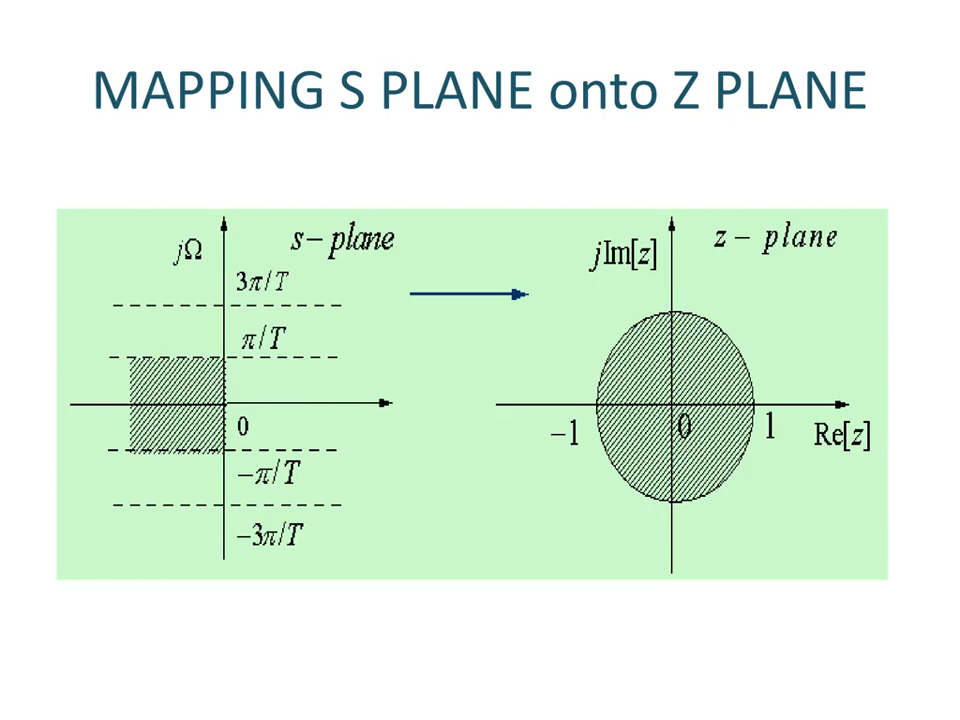 MAPPING S PLANE onto Z PLANE
jΩ
s– plane
3π/T
π/T
0
–π/T
–3π/T
jIm[z]
z – plane
–1
0
1
Re[z]